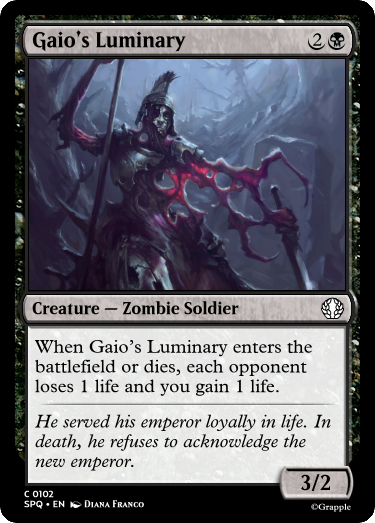 Gaio's Luminary 2
Creature — Zombie Soldier
When Gaio's Luminary enters the
battlefield or dies, each opponent
loses 1 life and you gain 1 life.
He served his emperor loyally in life. In
death, he refuses to acknowledge the
new emperor.
3/2
C 0102
SPQ • EN Diana Franco
©Grapple